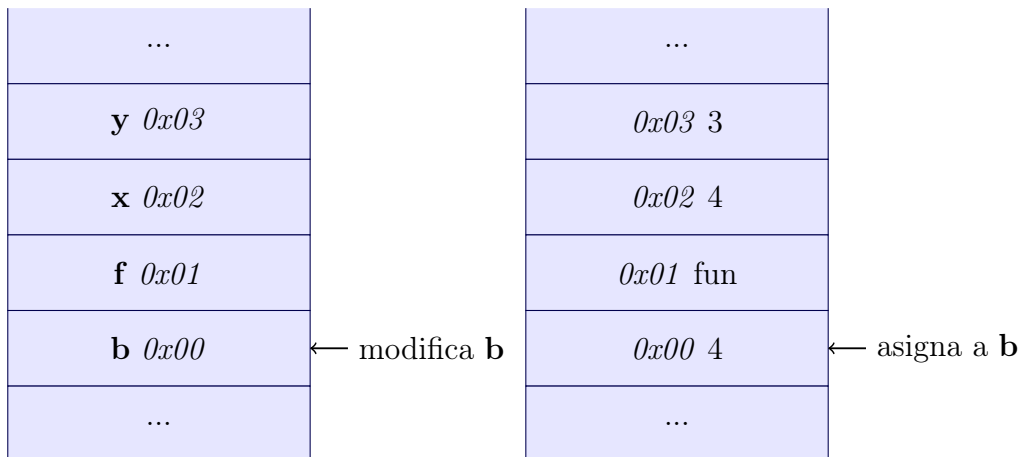 ...
y 0x03
x 0x02
f 0x01
b 0x00
modifica b
...
...
0x03 3
0x02 4
0x01 fun
0x00 4
asigna a b
...